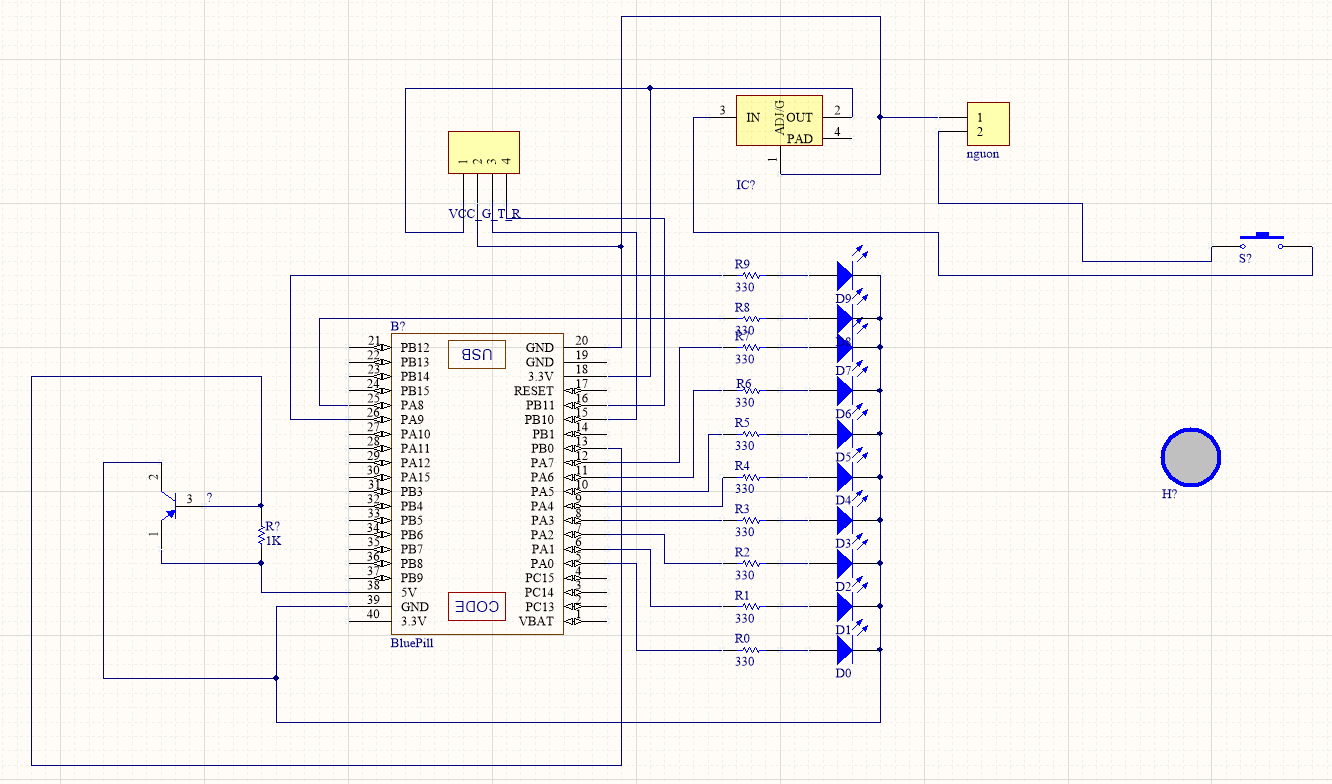 3
IN
ADJ/G
OUT
2
PAD
4
1
IC?
1
2
nguon
1
2
3
4
VCC_G_T_R
S?
R9
330
D9
R8
330
R7
330
D7
R6
330
D6
R5
330
D5
R4
330
D4
R3
330
D3
R2
330
D2
R1
330
D1
R0
330
D0
B?
USB
21 PB12 GND 20
22 PB13 GND 19
23 PB14 3.3V 18
24 PB15 RESET 17
25 PA8 PB11 16
26 PA9 PB10 15
27 PA10 PB1 14
28 PA11 PB0 13
29 PA12 PA7 12
30 PA15 PA6 11
31 PB3 PA5 10
32 PB4 PA4 9
33 PB5 PA3 8
34 PB6 PA2 7
35 PB7 PA1 6
36 PB8 PA0 5
37 PB9 PC15 4
38 5V PC14 3
39 GND PC13 2
40 3.3V VBAT 1
CODE
BluePill
2
3
?
1
R?
1K
H?